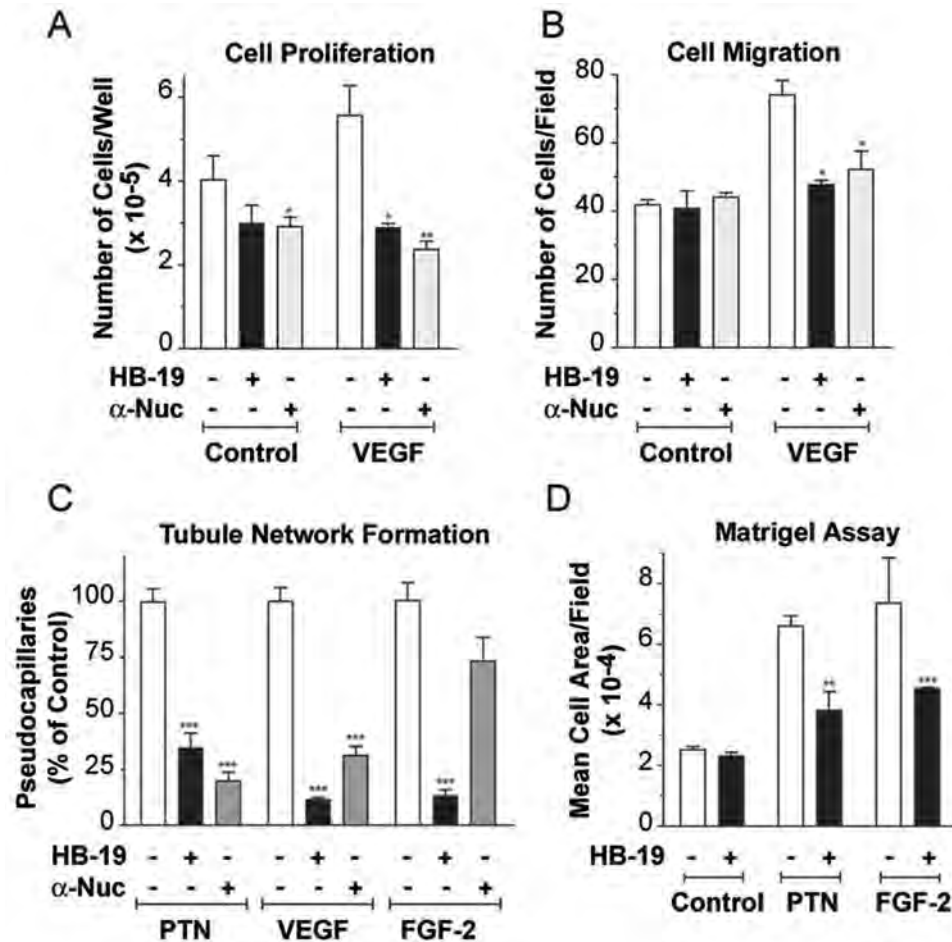 A
Cell Proliferation
Number of Cells/Well
(x 10-5)
6
4
2
0
*
*
**
HB-19 - + - - + -
α-Nuc - - + - - +
Control VEGF
B
Cell Migration
Number of Cells/Field
80
60
40
20
0
*
*
HB-19 - + - - + -
α-Nuc - - + - - +
Control VEGF
C
Tubule Network Formation
Pseudocapillaries
(% of Control)
100
75
50
25
0
***
***
***
***
***
HB-19 - + - - + - - + -
α-Nuc - - + - - + - - +
PTN VEGF FGF-2
D
Matrigel Assay
Mean Cell Area/Field
(x 10-4)
8
6
4
2
0
**
***
HB-19 - + - + - +
Control PTN FGF-2